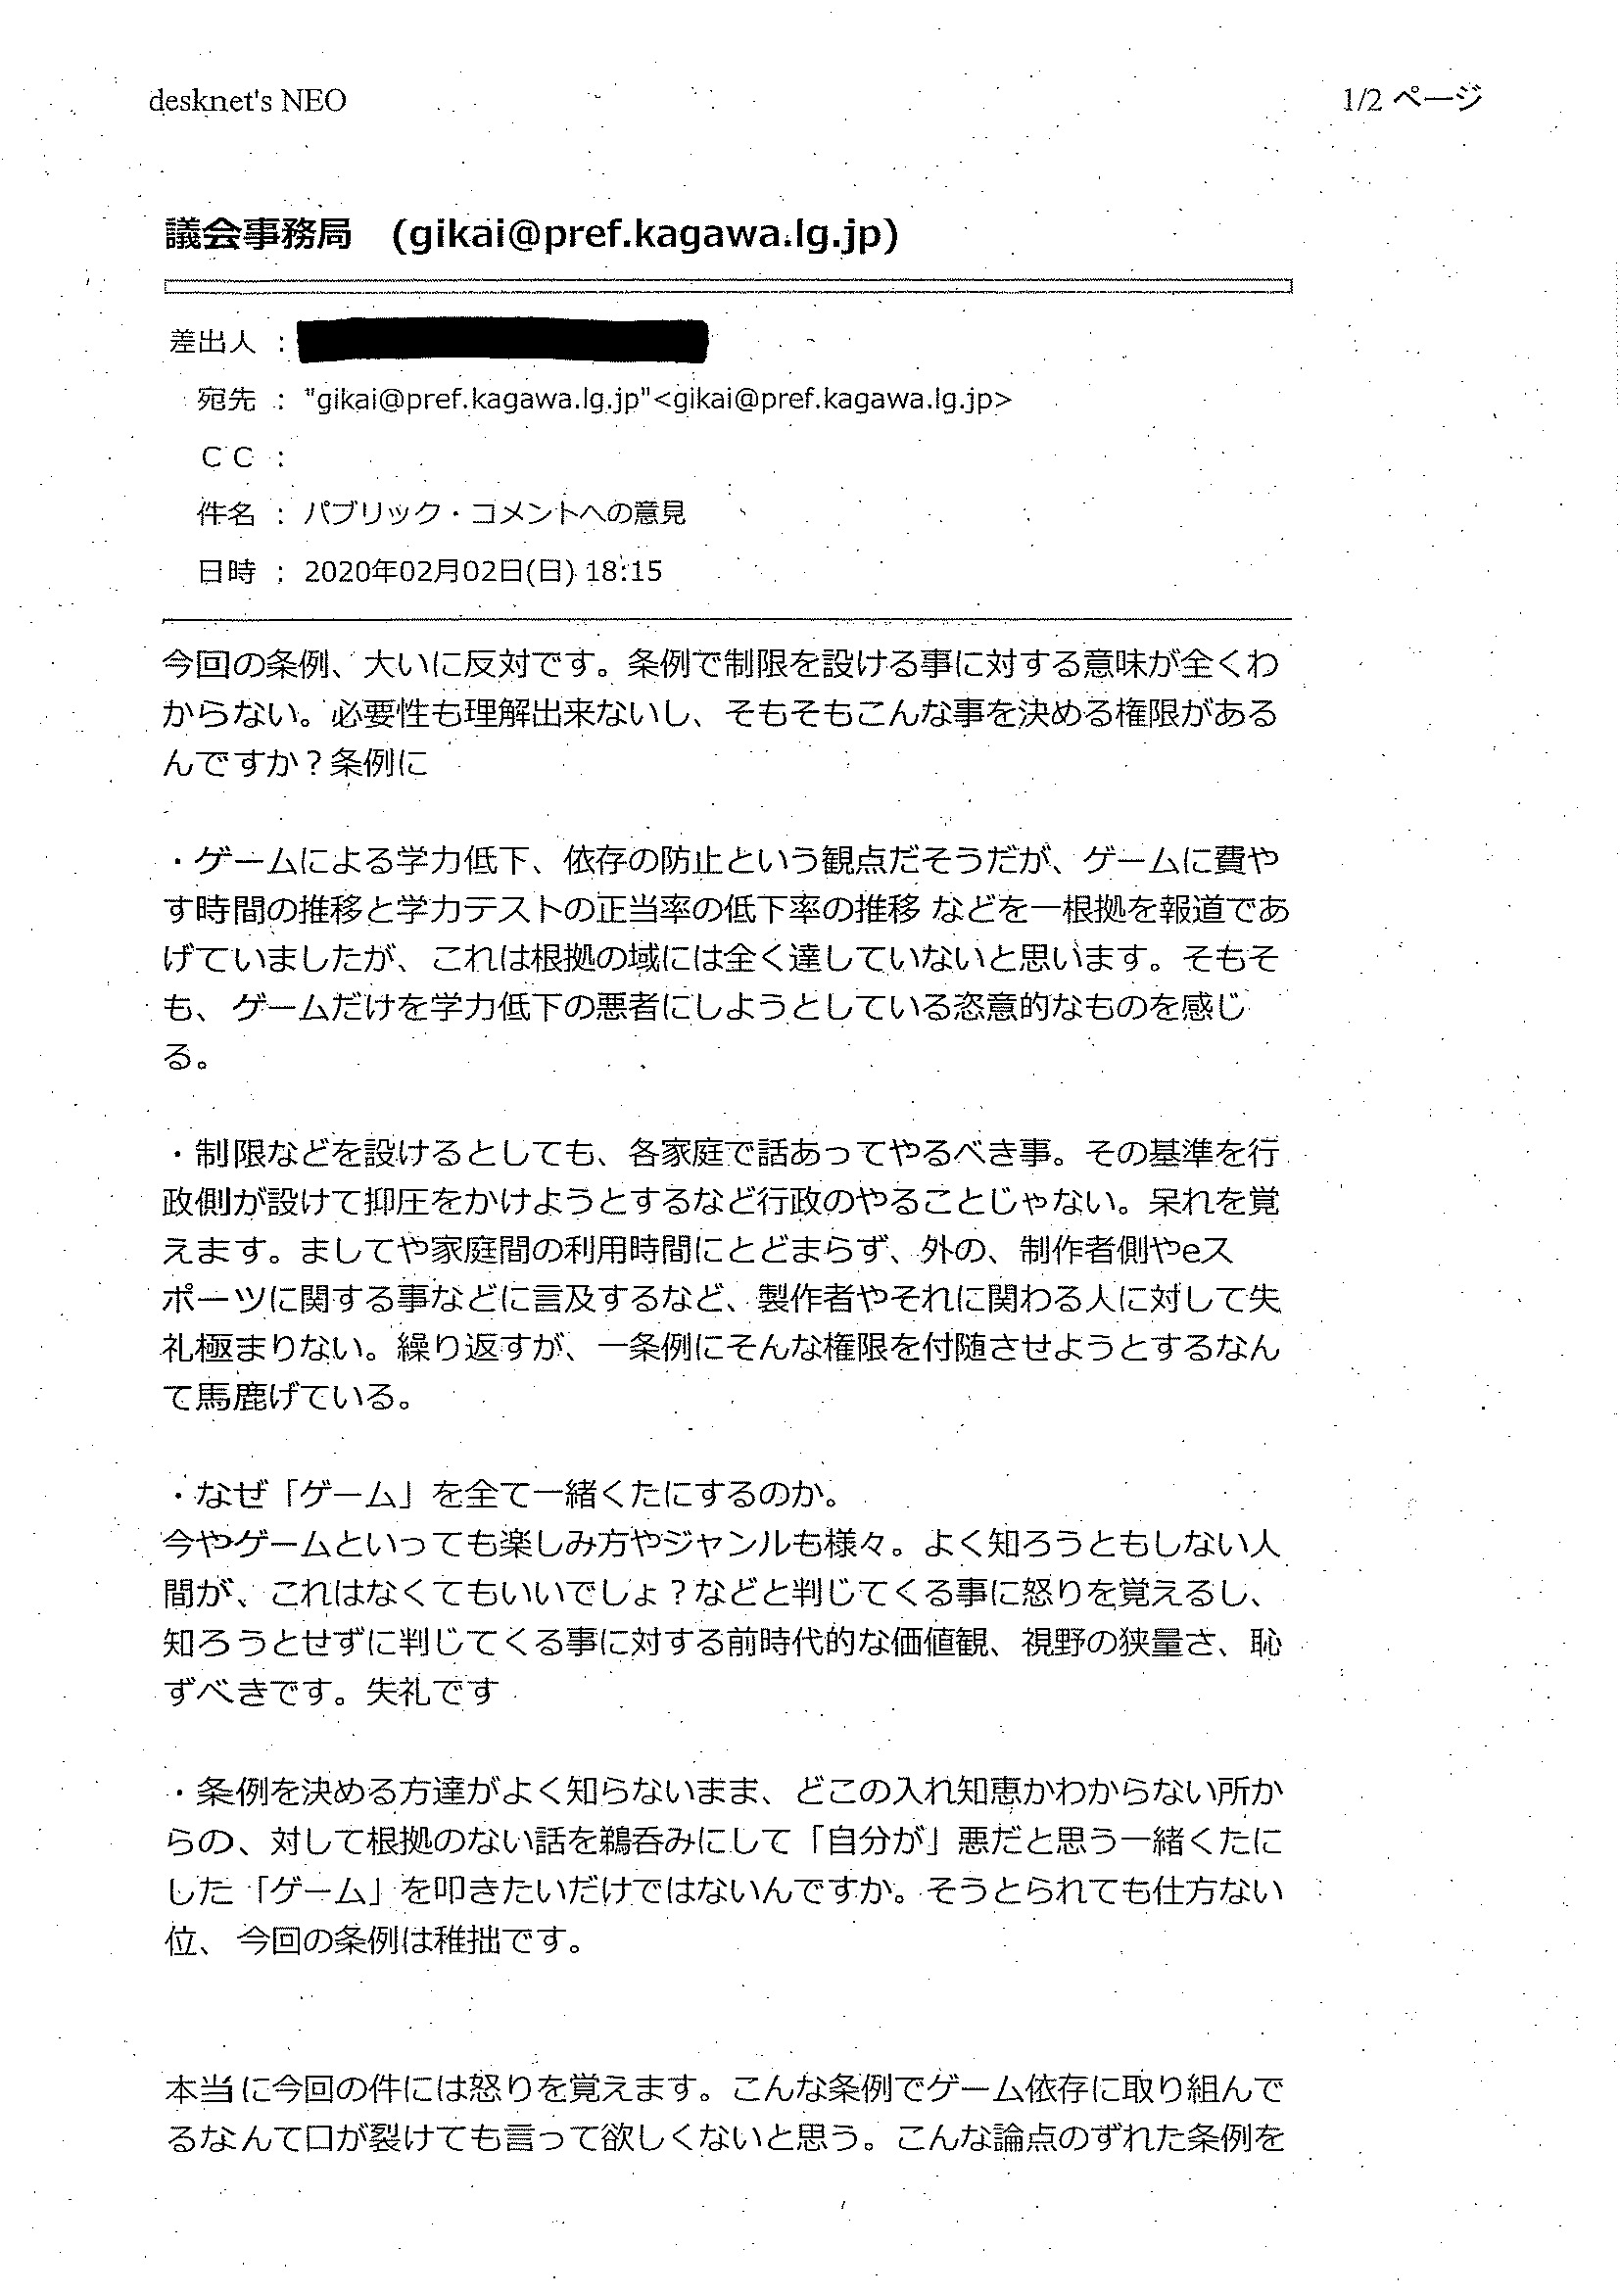 desknet's NEO
1/2 ページ
議会事務局 (gikai@pref.kagawa.lg.jp)
差出人 :
宛先 : "gikai@pref.kagawa.lg.jp"<gikai@pref.kagawa.lg.jp>
ＣＣ :
件名 : パブリック・コメントへの意見
日時 : 2020年02月02日(日) 18:15
今回の条例、大いに反対です。条例で制限を設ける事に対する意味が全くわ
からない。必要性も理解出来ないし、そもそもこんな事を決める権限がある
んですか？条例に
・ゲームによる学力低下、依存の防止という観点だそうだが、ゲームに費や
す時間の推移と学力テストの正当率の低下率の推移 などを一根拠を報道であ
げていましたが、これは根拠の域には全く達していないと思います。そもそ
も、ゲームだけを学力低下の悪者にしようとしている恣意的なものを感じ
る。
・制限などを設けるとしても、各家庭で話あってやるべき事。その基準を行
政側が設けて抑圧をかけようとするなど行政のやることじゃない。呆れを覚
えます。ましてや家庭間の利用時間にとどまらず、外の、制作者側やeス
ポーツに関する事などに言及するなど、製作者やそれに関わる人に対して失
礼極まりない。繰り返すが、一条例にそんな権限を付随させようとするなん
て馬鹿げている。
・なぜ「ゲーム」を全て一緒くたにするのか。
今やゲームといっても楽しみ方やジャンルも様々。よく知ろうともしない人
間が、これはなくてもいいでしょ？などと判じてくる事に怒りを覚えるし、
知ろうとせずに判じてくる事に対する前時代的な価値観、視野の狭量さ、恥
ずべきです。失礼です
・条例を決める方達がよく知らないまま、どこの入れ知恵かわからない所か
らの、対して根拠のない話を鵜呑みにして「自分が」悪だと思う一緒くたに
した「ゲーム」を叩きたいだけではないんですか。そうとられても仕方ない
位、今回の条例は稚拙です。
本当に今回の件には怒りを覚えます。こんな条例でゲーム依存に取り組んで
るなんて口が裂けても言って欲しくないと思う。こんな論点のずれた条例を